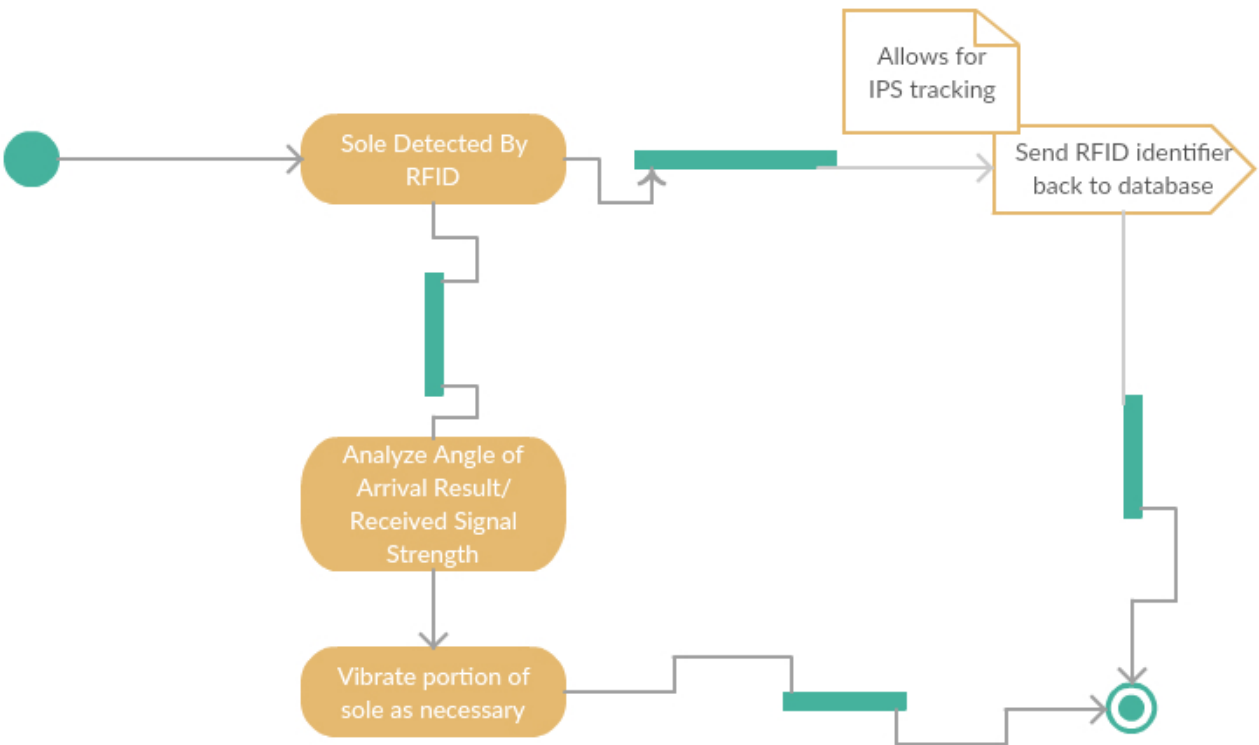 Allows for
IPS tracking
Sole Detected By
RFID
Send RFID identifier
back to database
Analyze Angle of
Arrival Result/
Received Signal
Strength
Vibrate portion of
sole as necessary